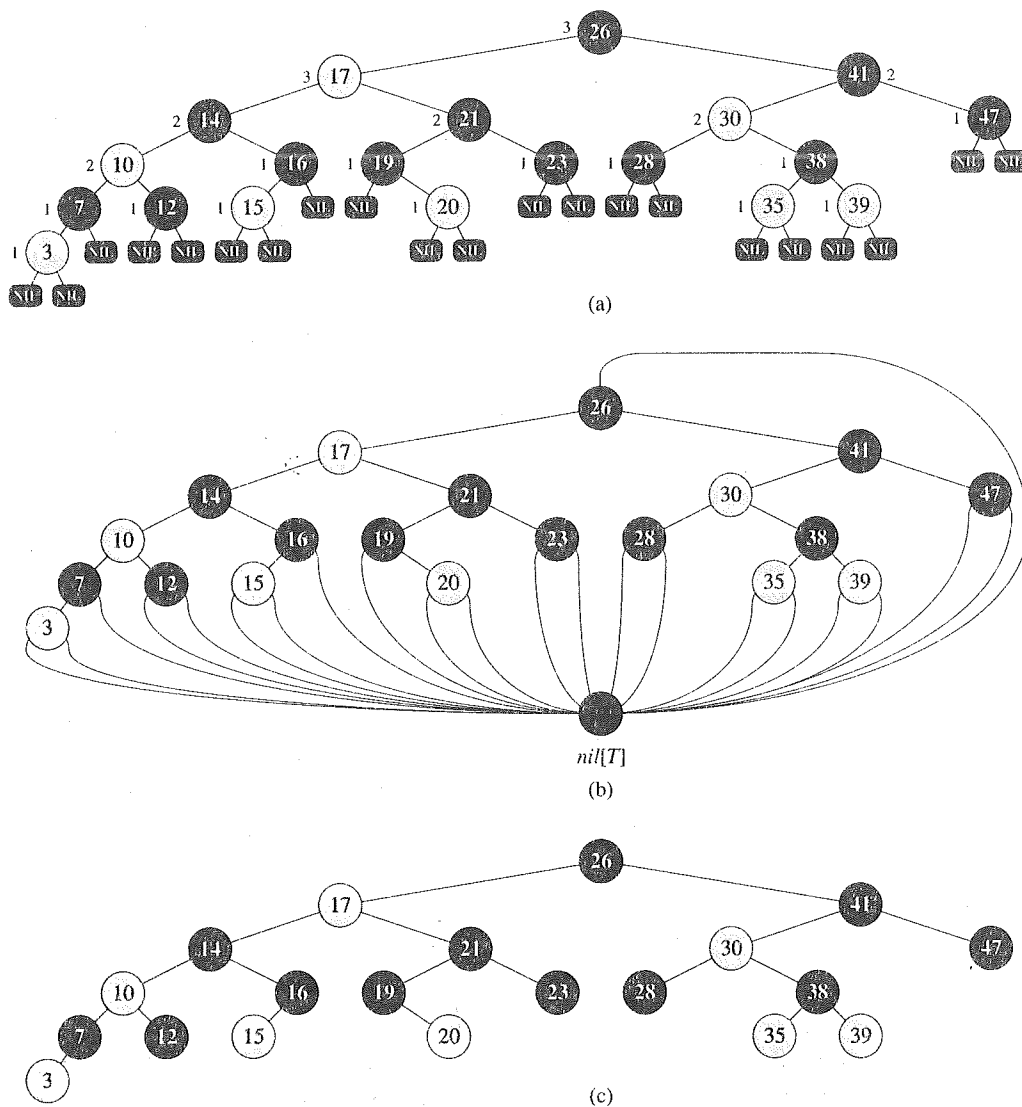 3 26
3 17 41 2
2 14 2 21 2 30 1 47
2 10 1 16 1 19 1 23 1 28 1 38 NIL NIL
1 7 1 12 1 15 NIL NIL 1 20 NIL NIL NIL NIL 1 35 1 39
1 3 NIL NIL NIL NIL NIL NIL NIL NIL NIL NIL NIL
NIL NIL
(a)
26
17 41
14 21 30 47
10 16 19 23 28 38
7 12 15 20 35 39
3
nil[T]
(b)
26
17 41
14 21 30 47
10 16 19 23 28 38
7 12 15 20 35 39
3
(c)